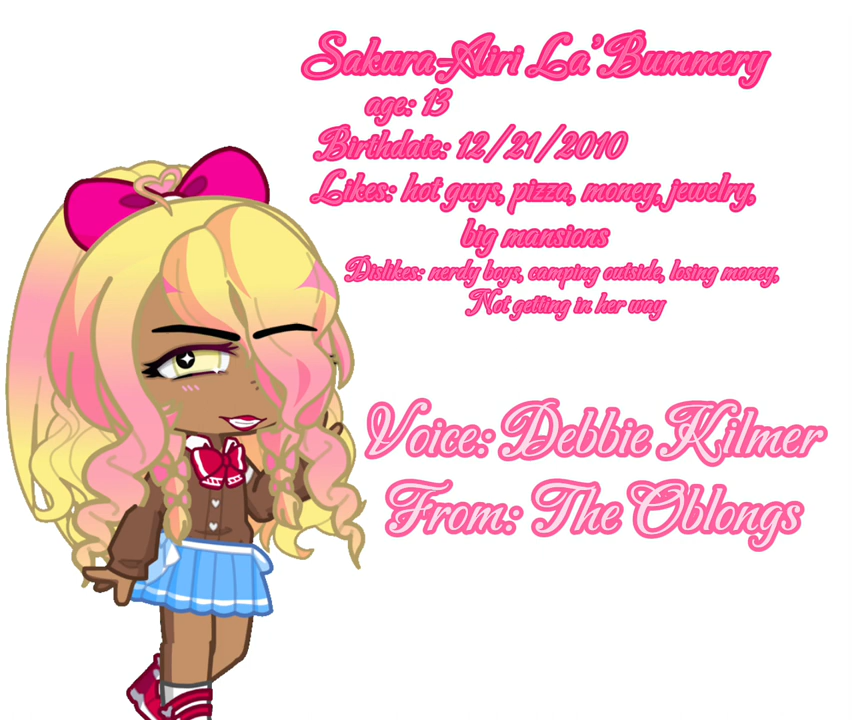 Sakura-Airi La'Bummery
age: 13
Birthdate: 12/21/2010
Likes: hot guys, pizza, money, jewelry,
big mansions
Dislikes: nerdy boys, camping outside, losing money,
Not getting in her way
Voice: Debbie Kilmer
From: The Oblongs